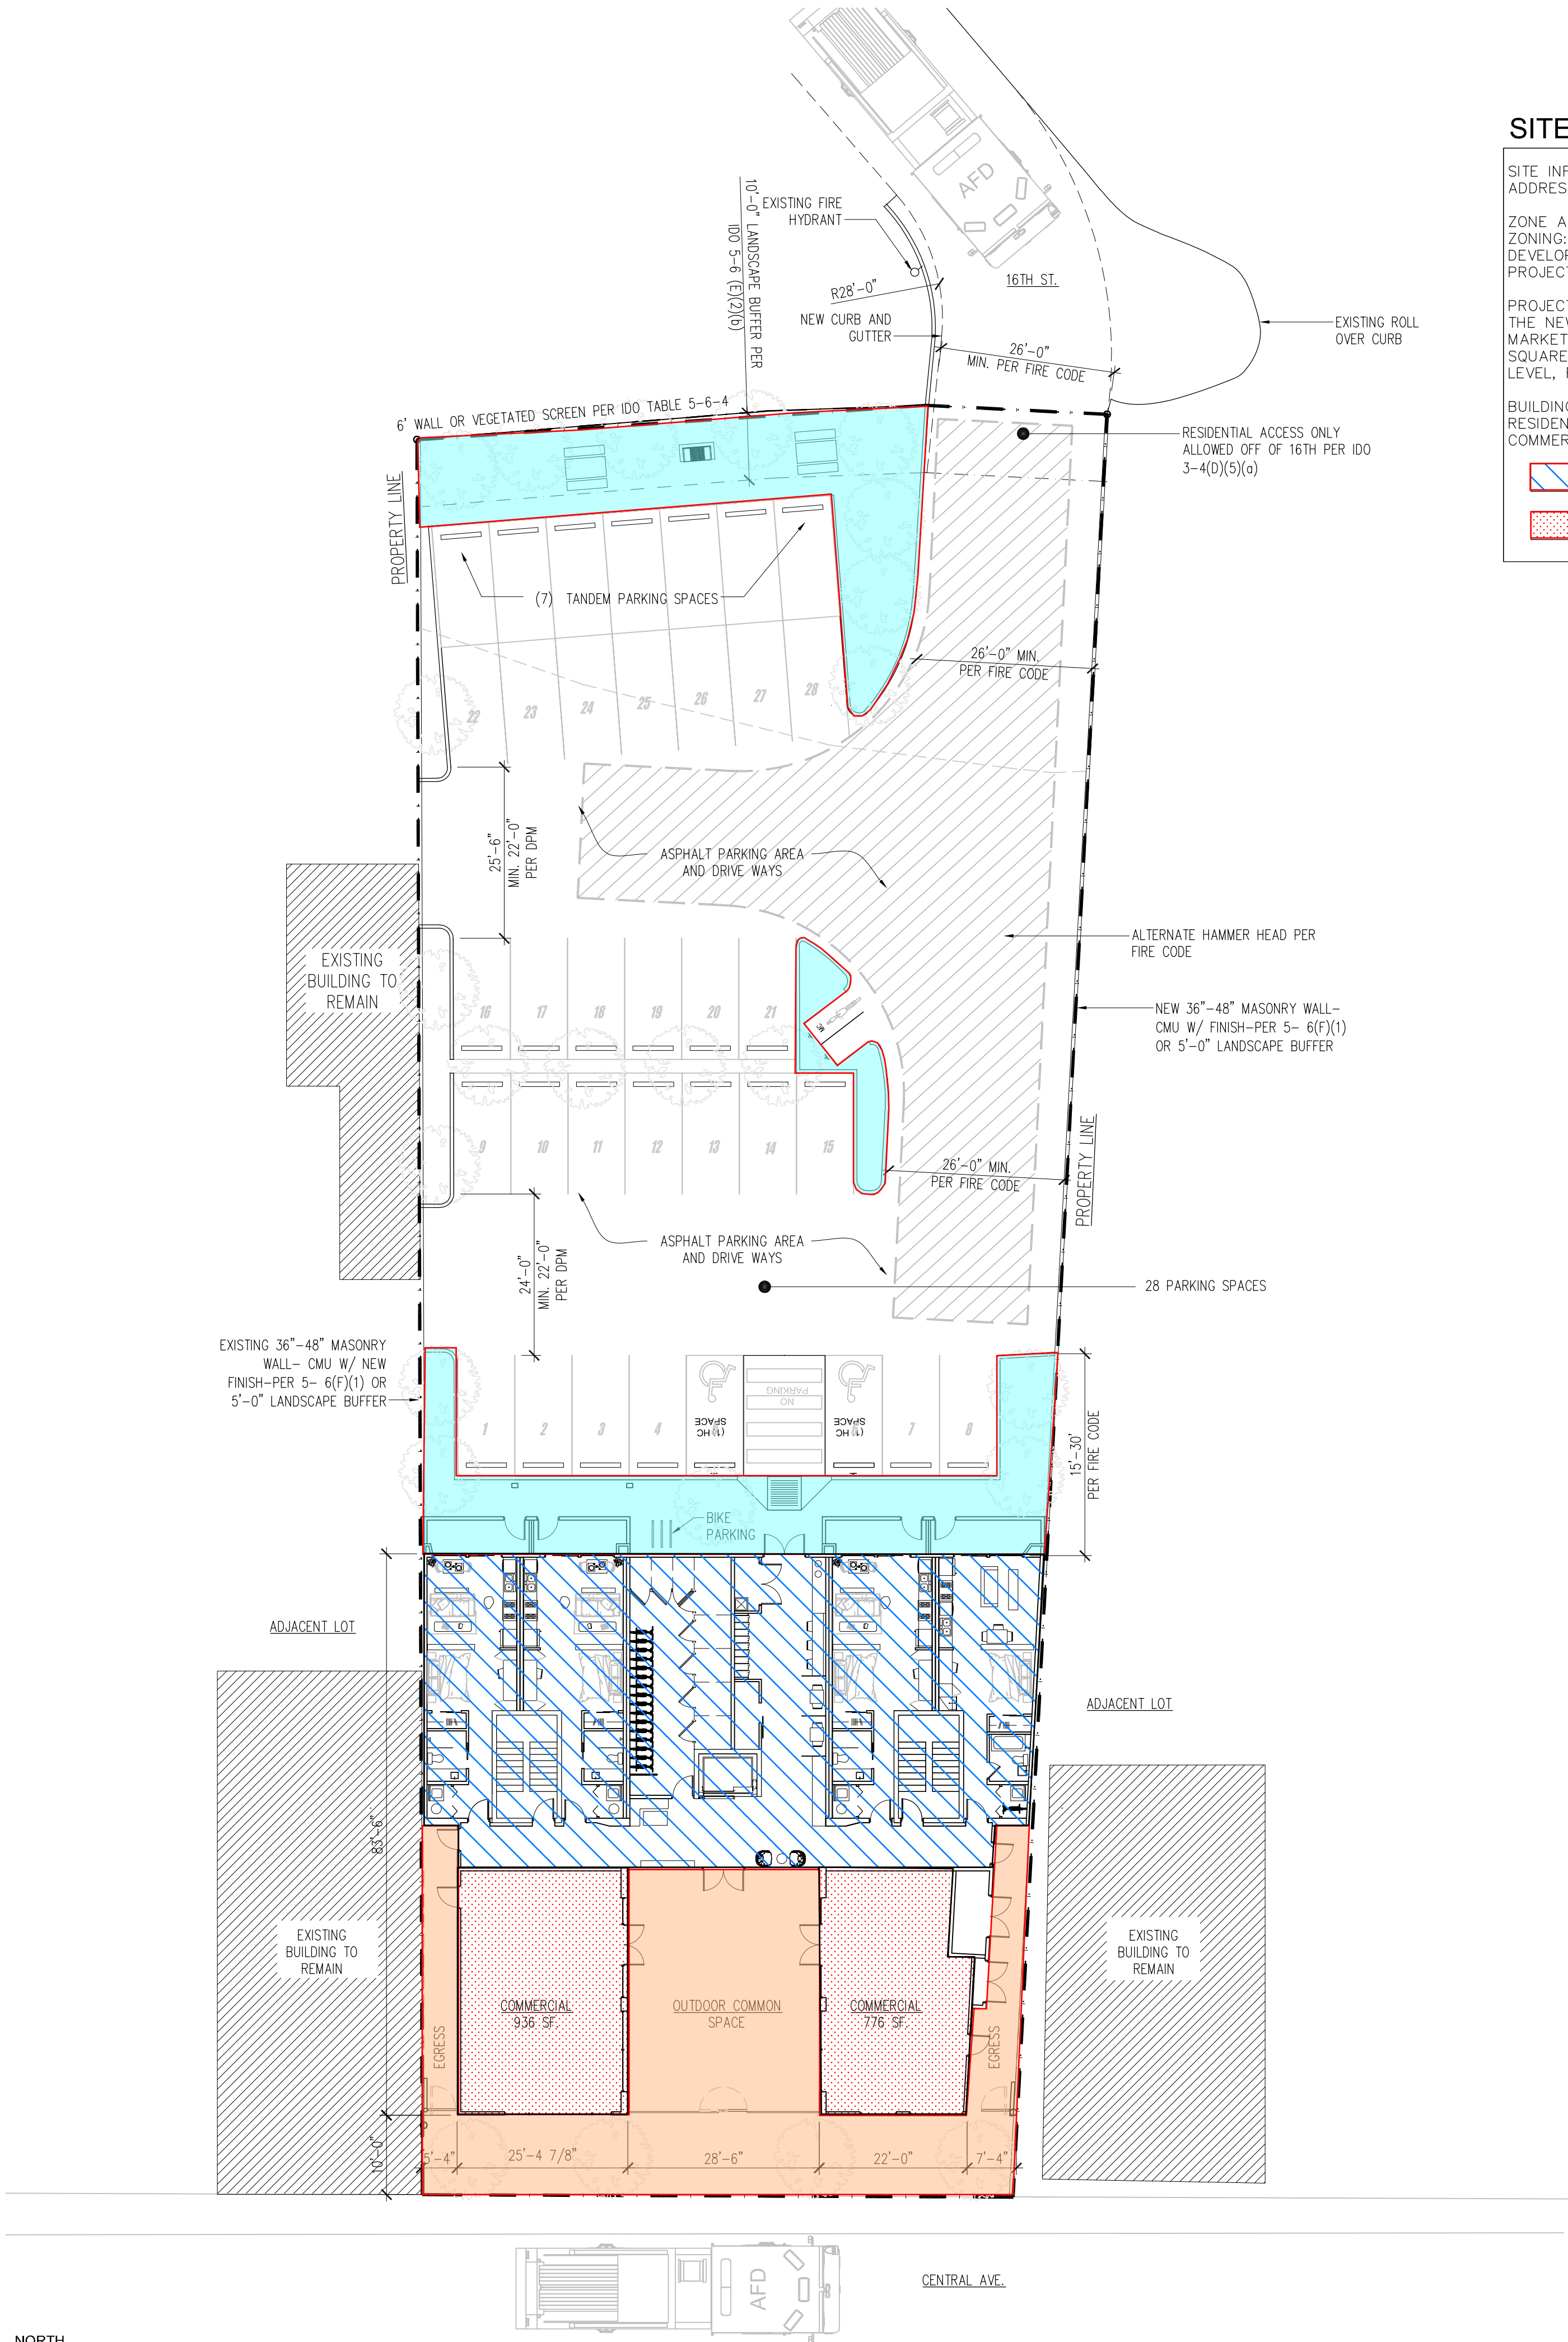 AFD
EXISTING FIRE
HYDRANT
10'-0" LANDSCAPE BUFFER PER
IDO 5-6 (E)(2)(b)
R28'-0"
16TH ST.
NEW CURB AND
GUTTER
26'-0"
MIN. PER FIRE CODE
EXISTING ROLL
OVER CURB
SITE
SITE INF
ADDRES
ZONE A
ZONING:
DEVELOP
PROJECT
PROJECT
THE NEW
MARKET
SQUARE
LEVEL,
BUILDING
RESIDEN
COMMER
6' WALL OR VEGETATED SCREEN PER IDO TABLE 5-6-4
RESIDENTIAL ACCESS ONLY
ALLOWED OFF OF 16TH PER IDO
3-4(D)(5)(a)
PROPERTY LINE
(7) TANDEM PARKING SPACES
26'-0" MIN.
PER FIRE CODE
22
23
24
25
26
27
28
25'-6"
MIN. 22'-0"
PER DPM
ASPHALT PARKING AREA
AND DRIVE WAYS
EXISTING
BUILDING TO
REMAIN
ALTERNATE HAMMER HEAD PER
FIRE CODE
16
17
18
19
20
21
MC
NEW 36"-48" MASONRY WALL-
CMU W/ FINISH-PER 5- 6(F)(1)
OR 5'-0" LANDSCAPE BUFFER
9
10
11
12
13
14
15
26'-0" MIN.
PER FIRE CODE
PROPERTY LINE
24'-0"
MIN. 22'-0"
PER DPM
ASPHALT PARKING AREA
AND DRIVE WAYS
28 PARKING SPACES
EXISTING 36"-48" MASONRY
WALL- CMU W/ NEW
FINISH-PER 5- 6(F)(1) OR
5'-0" LANDSCAPE BUFFER
1
2
3
4
(1) HC
SPACE
NO
PARKING
(1) HC
SPACE
7
8
15'-30'
PER FIRE CODE
BIKE
PARKING
ADJACENT LOT
ADJACENT LOT
83'-6"
EXISTING
BUILDING TO
REMAIN
EGRESS
COMMERCIAL
936 SF.
OUTDOOR COMMON
SPACE
COMMERCIAL
776 SF.
EGRESS
EXISTING
BUILDING TO
REMAIN
10'-0"
5'-4"
25'-4 7/8"
28'-6"
22'-0"
7'-4"
AFD
CENTRAL AVE.
NORTH